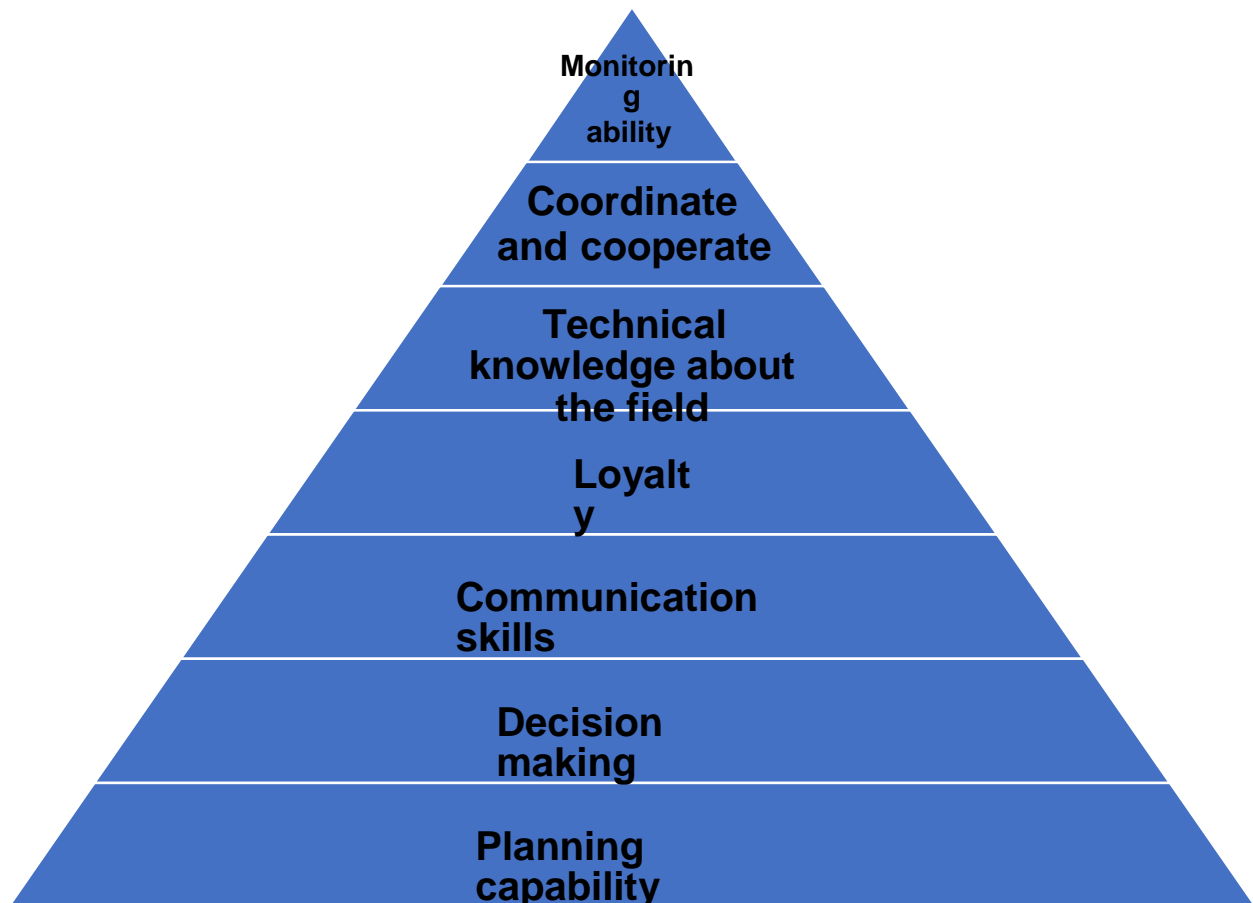 Monitorin
g
ability
Coordinate
and cooperate
Technical
knowledge about
the field
Loyalt
y
Communication
skills
Decision
making
Planning
capability